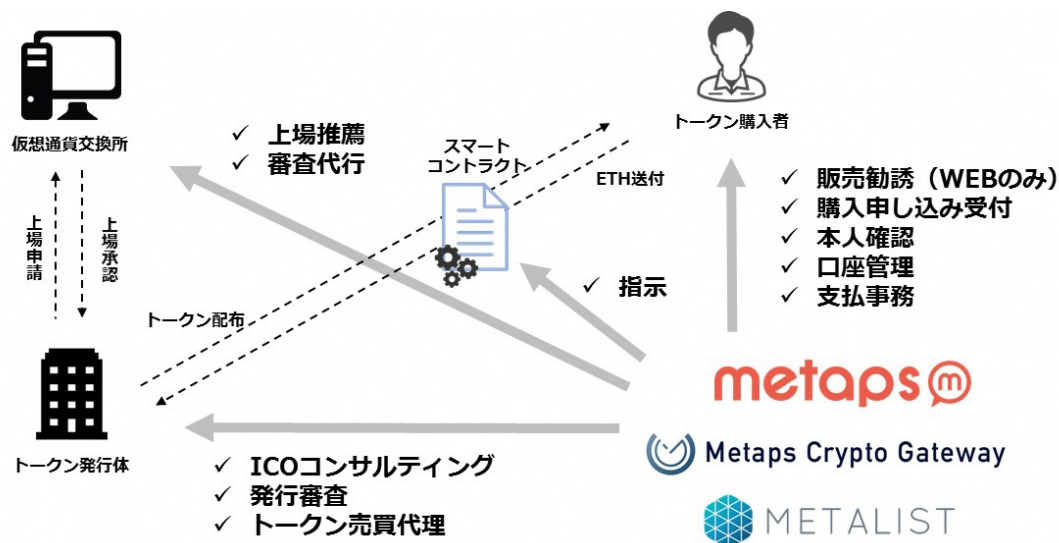 仮想通貨交換所
トークン購入者
✓ 上場推薦
✓ 審査代行
スマート
コントラクト
ETH送付
✓ 販売勧誘（WEBのみ）
✓ 購入申し込み受付
✓ 本人確認
✓ 口座管理
✓ 支払事務
上場申請
上場承認
✓ 指示
トークン配布
トークン発行体
metaps m
Metaps Crypto Gateway
METALIST
✓ ICOコンサルティング
✓ 発行審査
✓ トークン売買代理